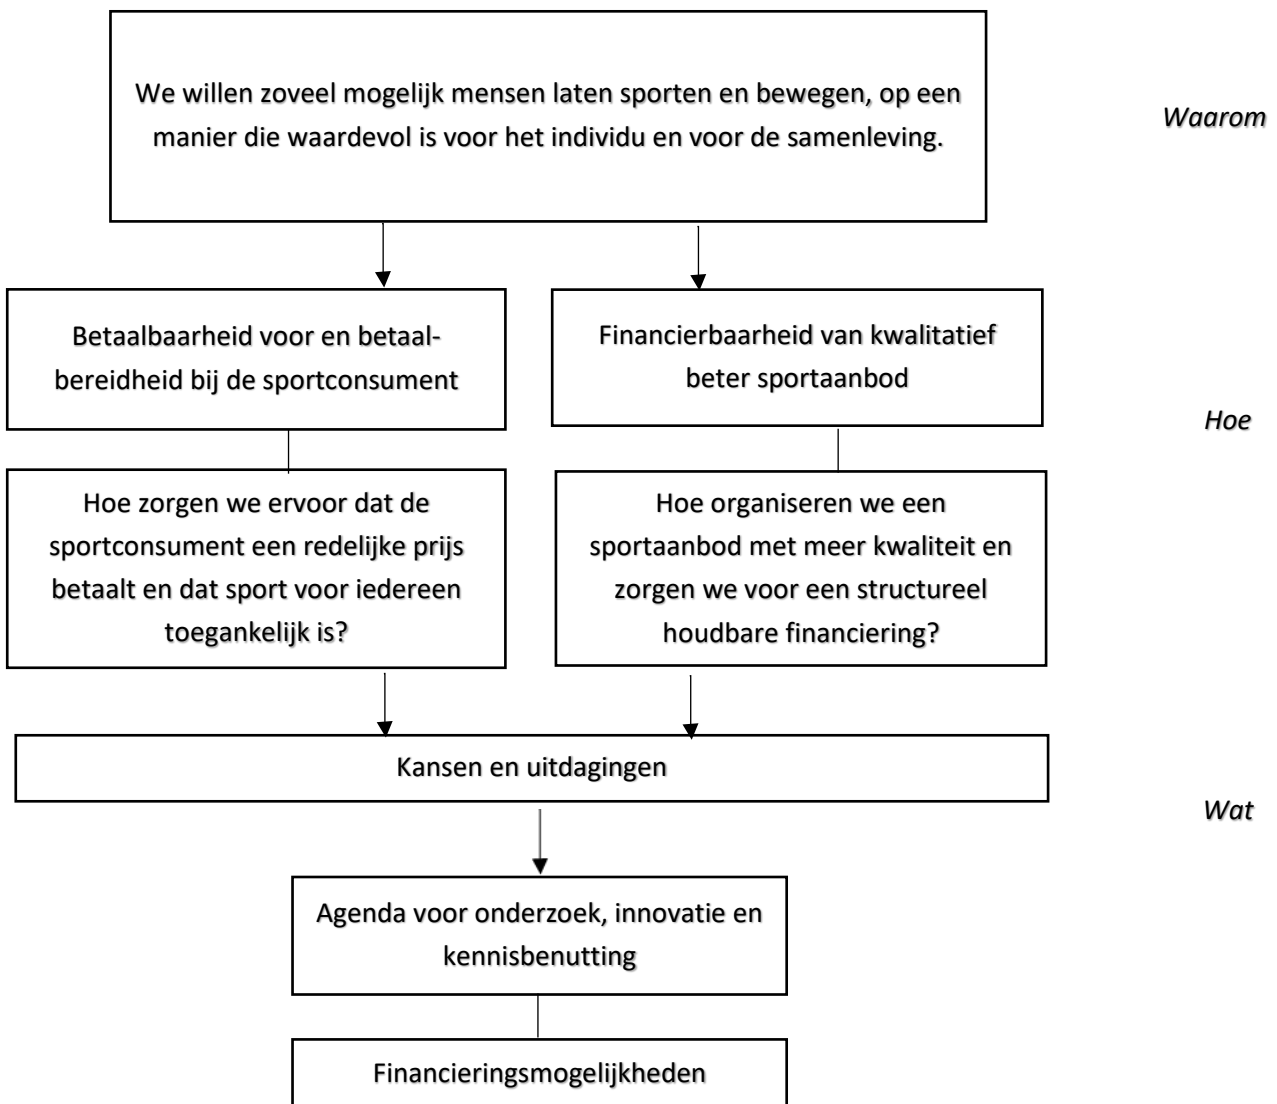 We willen zoveel mogelijk mensen laten sporten en bewegen, op een
manier die waardevol is voor het individu en voor de samenleving.
Waarom
Betaalbaarheid voor en betaal-
bereidheid bij de sportconsument
Financierbaarheid van kwalitatief
beter sportaanbod
Hoe
Hoe zorgen we ervoor dat de
sportconsument een redelijke prijs
betaalt en dat sport voor iedereen
toegankelijk is?
Hoe organiseren we een
sportaanbod met meer kwaliteit en
zorgen we voor een structureel
houdbare financiering?
Kansen en uitdagingen
Wat
Agenda voor onderzoek, innovatie en
kennisbenutting
Financieringsmogelijkheden